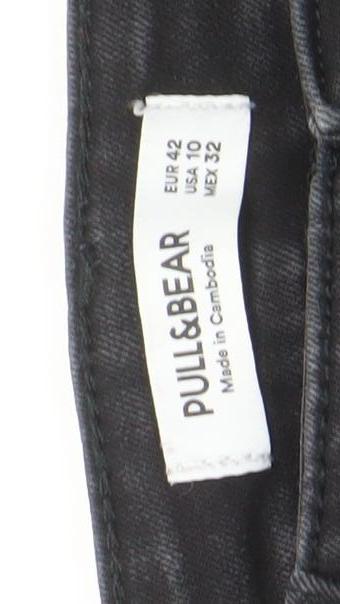 PULL&BEAR
Made in Cambodia
EUR 42
USA 10
MEX 32